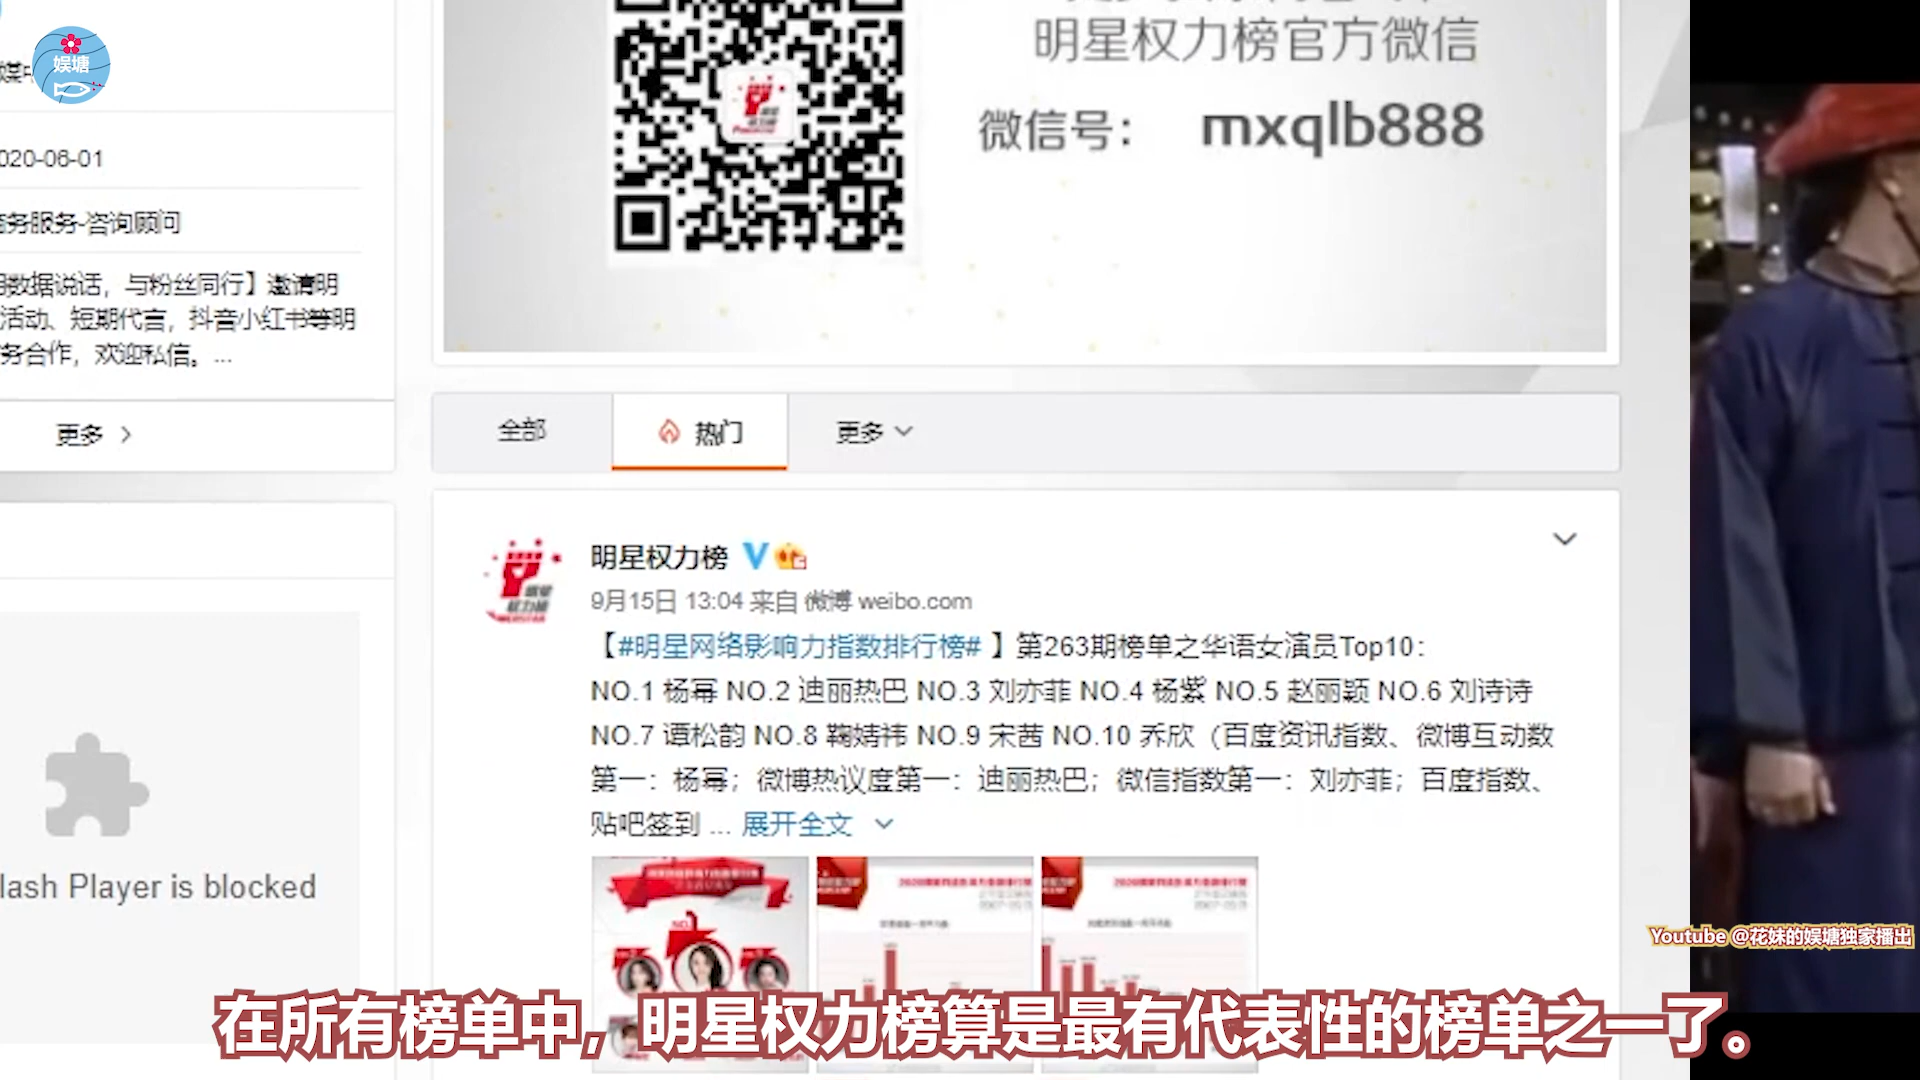 娱塘
明星权力榜官方微信
微信号： mxqlb888
020-06-01
务服务-咨询顾问
数据说话，与粉丝同行】邀请明
活动、短期代言，抖音小红书等明
务合作，欢迎私信。...
更多 >
全部
热门
更多
lash Player is blocked
明星权力榜
9月15日 13:04 来自 微博 weibo.com
【#明星网络影响力指数排行榜# 】第263期榜单之华语女演员Top10：
NO.1 杨幂 NO.2 迪丽热巴 NO.3 刘亦菲 NO.4 杨紫 NO.5 赵丽颖 NO.6 刘诗诗
NO.7 谭松韵 NO.8 鞠婧祎 NO.9 宋茜 NO.10 乔欣（百度资讯指数、微博互动数
第一：杨幂；微博热议度第一：迪丽热巴；微信指数第一：刘亦菲；百度指数、
贴吧签到 ... 展开全文
Youtube @花妹的娱塘独家播出
在所有榜单中，明星权力榜算是最有代表性的榜单之一了。